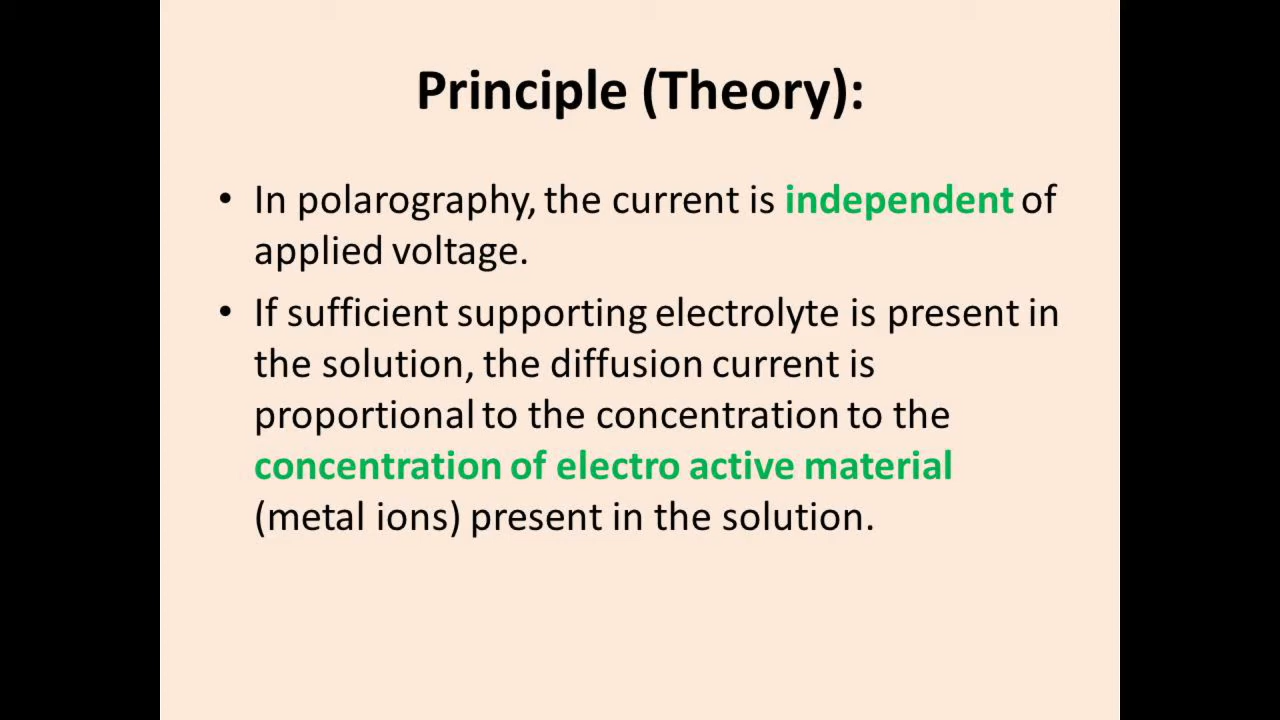 Principle (Theory):
• In polarography, the current is independent of
applied voltage.
• If sufficient supporting electrolyte is present in
the solution, the diffusion current is
proportional to the concentration to the
concentration of electro active material
(metal ions) present in the solution.